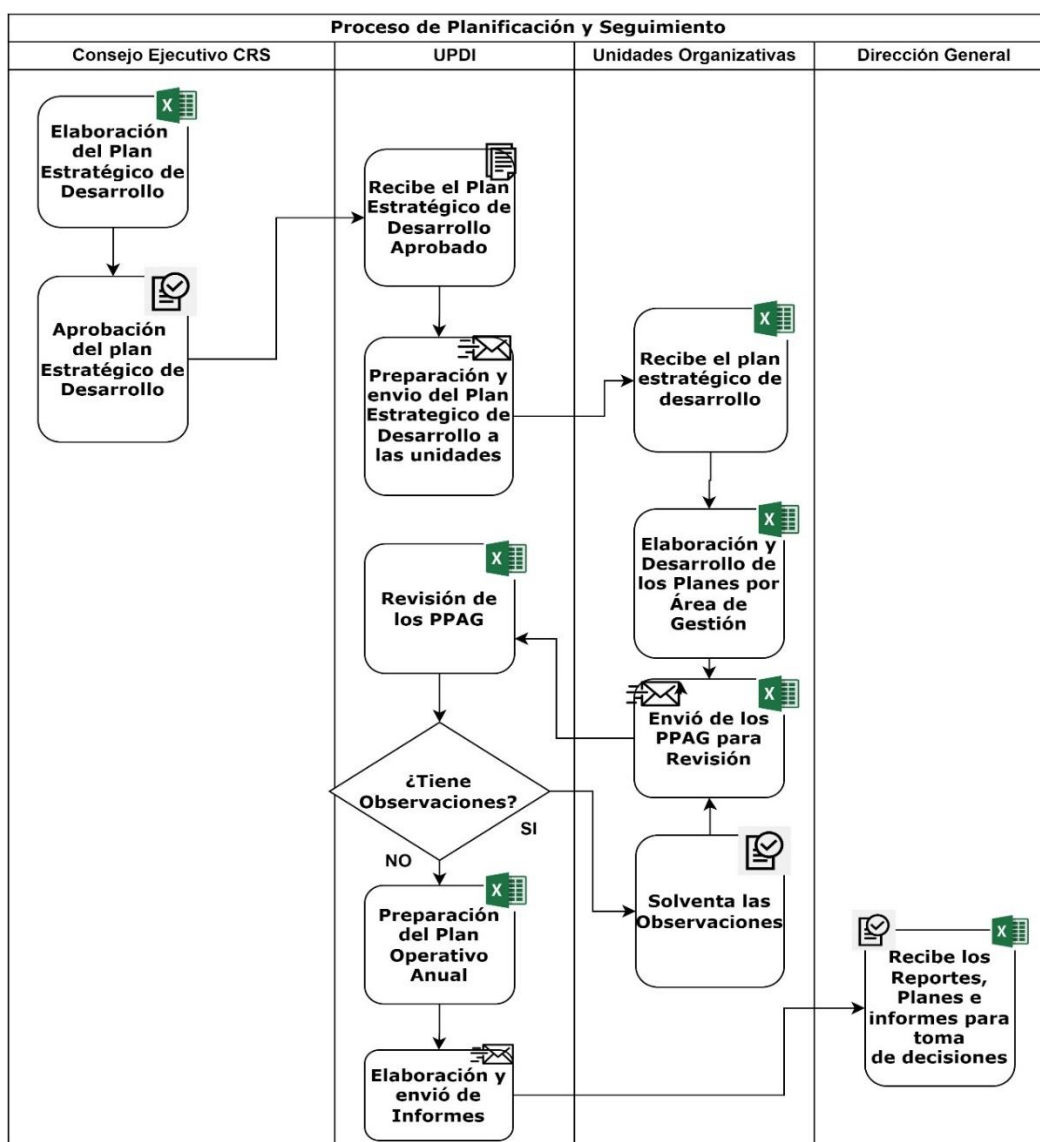 Proceso de Planificación y Seguimiento
Consejo Ejecutivo CRS
UPDI
Unidades Organizativas
Dirección General
Elaboración
del Plan
Estratégico de
Desarrollo
Aprobación
del plan
Estratégico de
Desarrollo
Recibe el Plan
Estratégico de
Desarrollo
Aprobado
Preparación y
envio del Plan
Estrategico de
Desarrollo a
las unidades
Recibe el plan
estratégico de
desarrollo
Elaboración y
Desarrollo de
los Planes por
Área de
Gestión
Envió de los
PPAG para
Revisión
Revisión de
los PPAG
¿Tiene
Observaciones?
SI
NO
Solventa las
Observaciones
Preparación
del Plan
Operativo
Anual
Elaboración y
envió de
Informes
Recibe los
Reportes,
Planes e
informes para
toma
de decisiones
X
X
X
X
X
X
X